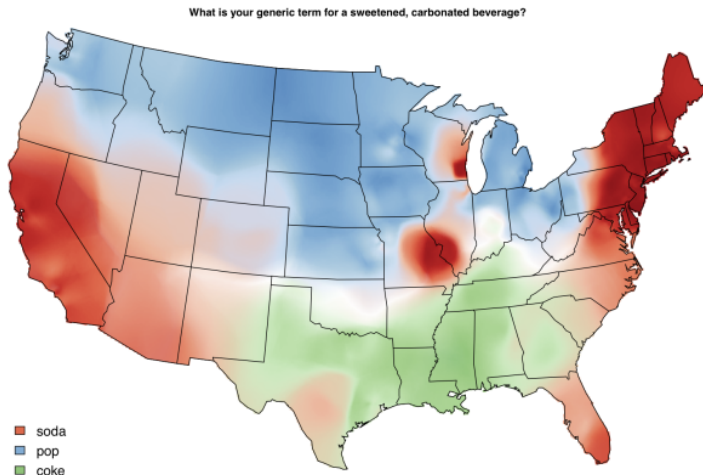 What is your generic term for a sweetened, carbonated beverage?
soda
pop
coke